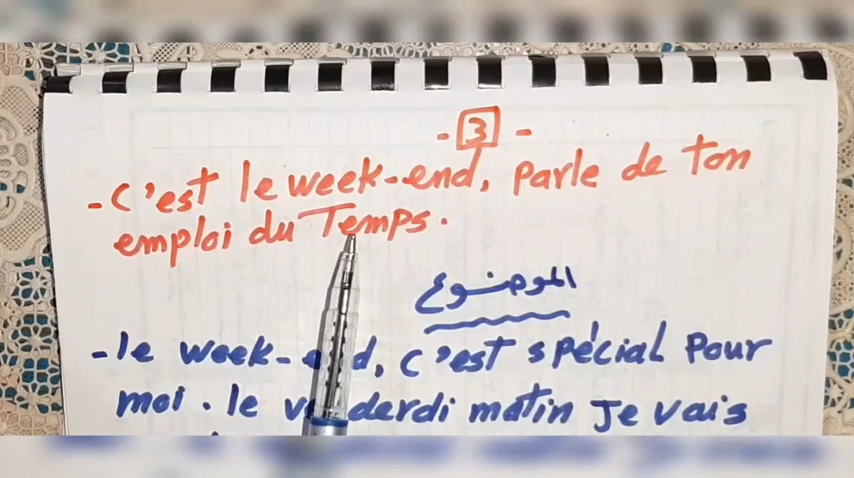 - 3 -
- C'est le week-end, parle de ton
emploi du Temps.
الموضوع
- le week-end, c'est spécial pour
moi. le vendredi matin je vais